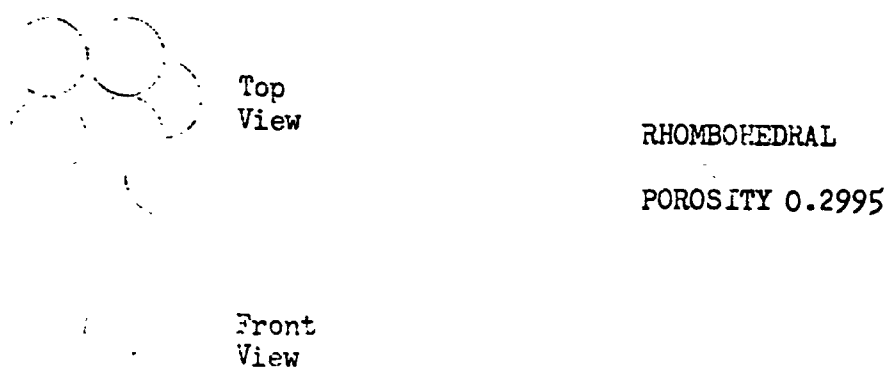 Top
View
RHOMBOHEDRAL
POROSITY 0.2995
Front
View